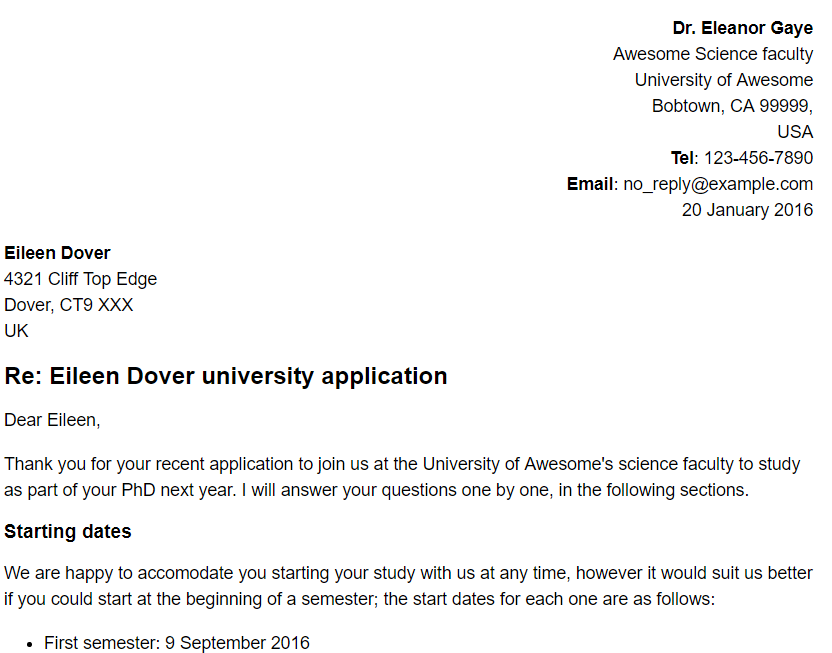 Dr. Eleanor Gaye
Awesome Science faculty
University of Awesome
Bobtown, CA 99999,
USA
Tel: 123-456-7890
Email: no_reply@example.com
20 January 2016
Eileen Dover
4321 Cliff Top Edge
Dover, CT9 XXX
UK
Re: Eileen Dover university application
Dear Eileen,
Thank you for your recent application to join us at the University of Awesome's science faculty to study
as part of your PhD next year. I will answer your questions one by one, in the following sections.
Starting dates
We are happy to accomodate you starting your study with us at any time, however it would suit us better
if you could start at the beginning of a semester; the start dates for each one are as follows:
• First semester: 9 September 2016